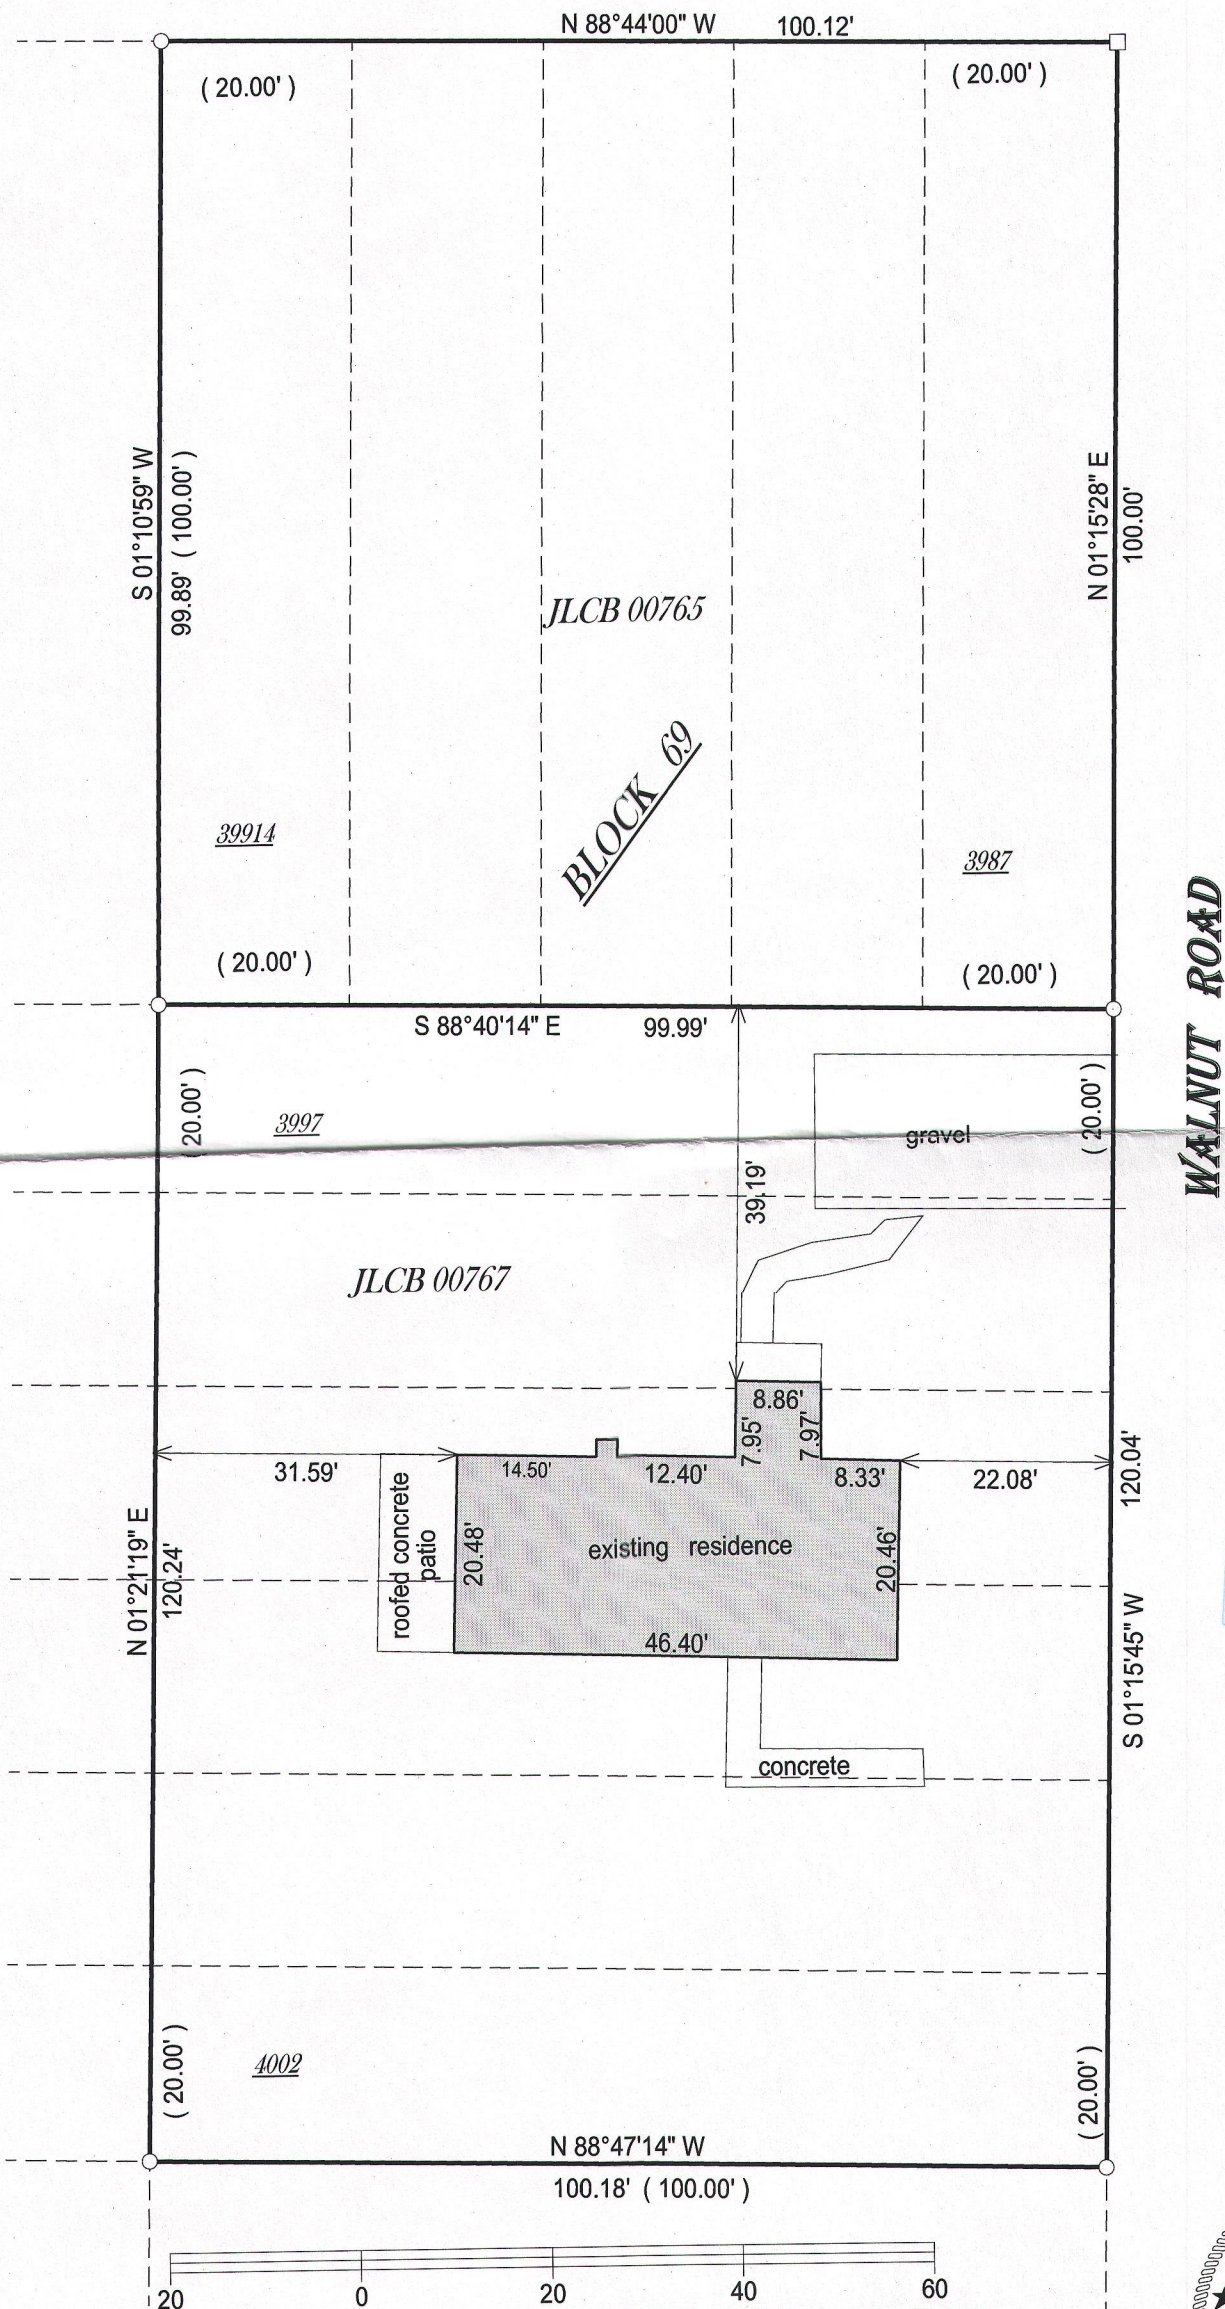 N 88°44'00" W 100.12'
( 20.00' )
( 20.00' )
S 01°10'59" W
99.89' ( 100.00' )
N 01°15'28" E
100.00'
JLCB 00765
BLOCK 69
39914
3987
WALNUT ROAD
( 20.00' )
( 20.00' )
S 88°40'14" E 99.99'
( 20.00' )
3997
gravel
( 20.00' )
39.19'
JLCB 00767
8.86'
7.95'
7.97'
31.59'
14.50'
12.40'
8.33'
22.08'
120.04'
S 01°15'45" W
roofed concrete
patio
20.48'
existing residence
20.46'
N 01°21'19" E
120.24'
46.40'
concrete
( 20.00' )
4002
( 20.00' )
N 88°47'14" W
100.18' ( 100.00' )
20 0 20 40 60